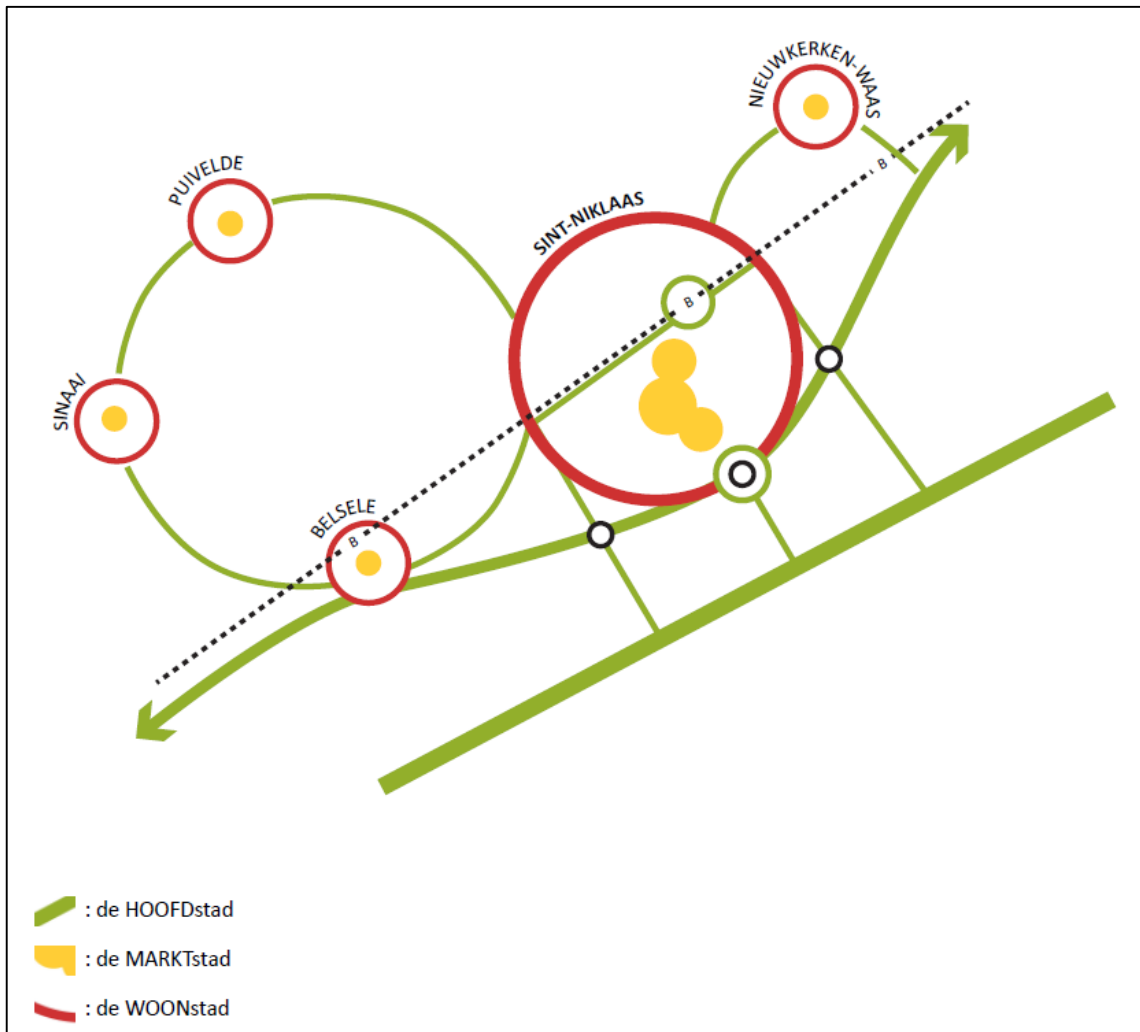 NIEUWKERKEN-WAAS
PUIVELDE
B
SINT-NIKLAAS
B
SINAAI
BELSELE
B
: de HOOFDstad
: de MARKTstad
: de WOONstad